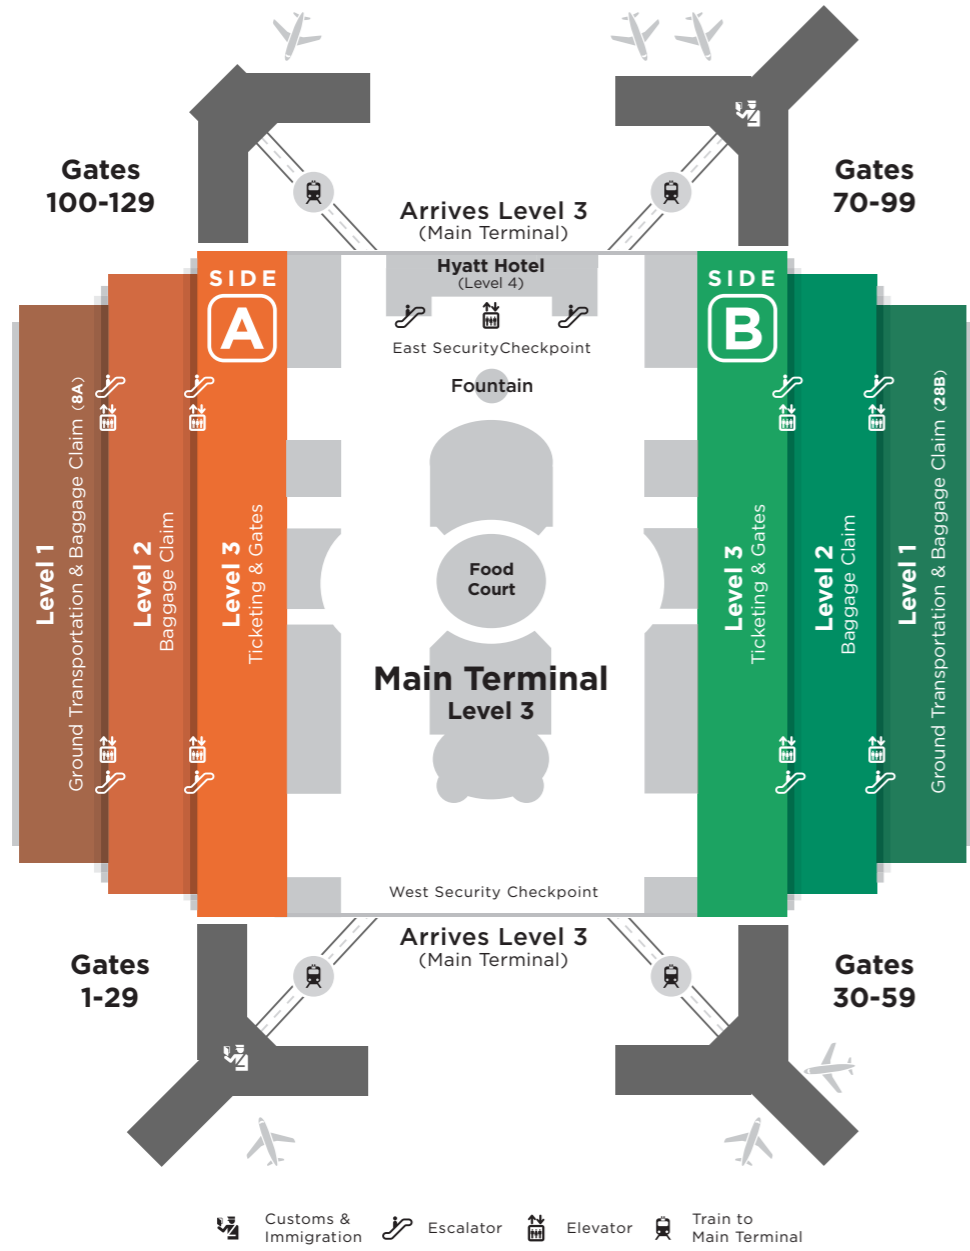 Gates
100-129
Gates
70-99
Arrives Level 3
(Main Terminal)
SIDE
A
Hyatt Hotel
(Level 4)
SIDE
B
East SecurityCheckpoint
Fountain
Level 1
Ground Transportation & Baggage Claim (8A)
Level 2
Baggage Claim
Level 3
Ticketing & Gates
Food
Court
Main Terminal
Level 3
Level 3
Ticketing & Gates
Level 2
Baggage Claim
Level 1
Ground Transportation & Baggage Claim (28B)
West Security Checkpoint
Arrives Level 3
(Main Terminal)
Gates
1-29
Gates
30-59
Customs &
Immigration
Escalator
Elevator
Train to
Main Terminal